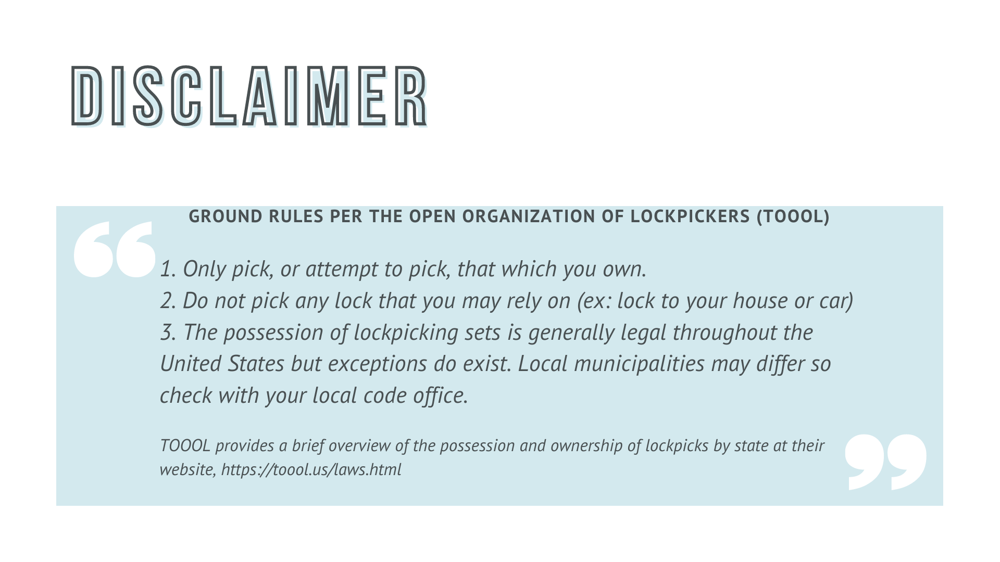 DISCLAIMER
GROUND RULES PER THE OPEN ORGANIZATION OF LOCKPICKERS (TOOOL)
1. Only pick, or attempt to pick, that which you own.
2. Do not pick any lock that you may rely on (ex: lock to your house or car)
3. The possession of lockpicking sets is generally legal throughout the
United States but exceptions do exist. Local municipalities may differ so
check with your local code office.
TOOOL provides a brief overview of the possession and ownership of lockpicks by state at their
website, https://toool.us/laws.html